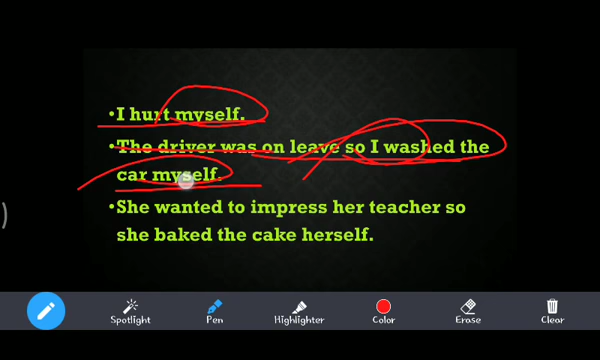 •I hurt myself.
•The driver was on leave so I washed the
car myself.
•She wanted to impress her teacher so
she baked the cake herself.
Spotlight Pen Highlighter Color Erase Clear